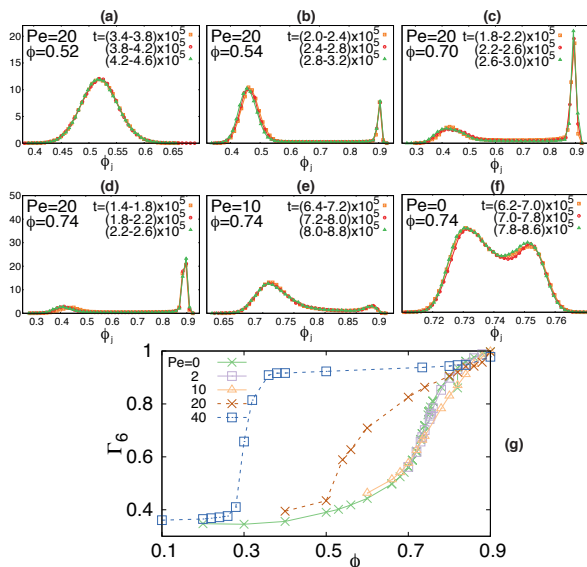 (a) (b) (c)
Pe=20 t=(3.4-3.8)x10^5
ϕ=0.52 (3.8-4.2)x10^5
(4.2-4.6)x10^5
Pe=20 t=(2.0-2.4)x10^5
ϕ=0.54 (2.4-2.8)x10^5
(2.8-3.2)x10^5
Pe=20 t=(1.8-2.2)x10^5
ϕ=0.70 (2.2-2.6)x10^5
(2.6-3.0)x10^5
20
15
10
5
0
0.4 0.45 0.5 0.55 0.6 0.65
0.4 0.5 0.6 0.7 0.8 0.9
0.3 0.4 0.5 0.6 0.7 0.8 0.9
ϕj ϕj ϕj
(d) (e) (f)
Pe=20 t=(1.4-1.8)x10^5
ϕ=0.74 (1.8-2.2)x10^5
(2.2-2.6)x10^5
Pe=10 t=(6.4-7.2)x10^5
ϕ=0.74 (7.2-8.0)x10^5
(8.0-8.8)x10^5
Pe=0 t=(6.2-7.0)x10^5
ϕ=0.74 (7.0-7.8)x10^5
(7.8-8.6)x10^5
50
40
30
20
10
0
0.3 0.4 0.5 0.6 0.7 0.8 0.9
0.65 0.7 0.75 0.8 0.85 0.9
0.72 0.73 0.74 0.75 0.76
ϕj ϕj ϕj
1
0.8
0.6
0.4
0.2
Γ6
Pe=0
2
10
20
40
(g)
0.1 0.3 0.5 0.7 0.9
ϕ